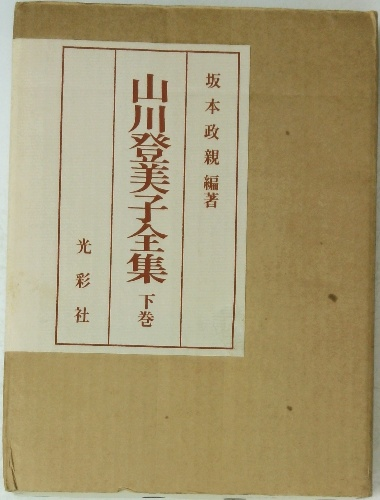 坂本政親編著
山川登美子全集 下巻
光彩社